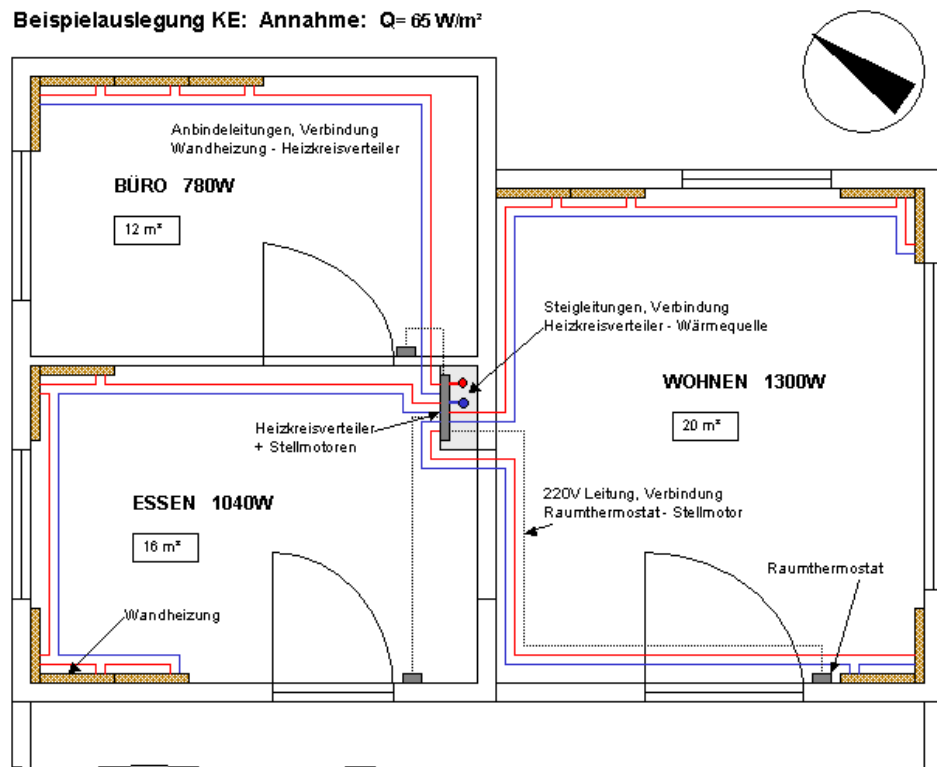 Beispielauslegung KE: Annahme: Q= 65 W/m²
Anbindeleitungen, Verbindung
Wandheizung - Heizkreisverteiler
BÜRO 780W
12 m²
Steigleitungen, Verbindung
Heizkreisverteiler - Wärmequelle
WOHNEN 1300W
20 m²
Heizkreisverteiler
+ Stellmotoren
ESSEN 1040W
16 m²
220V Leitung, Verbindung
Raumthermostat - Stellmotor
Raumthermostat
Wandheizung